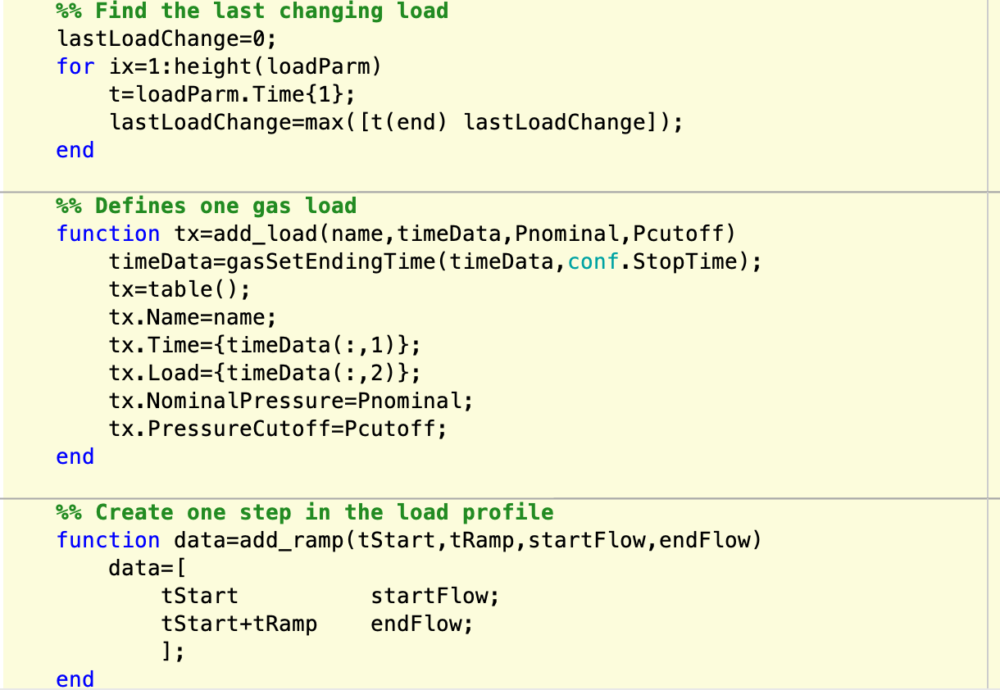 %% Find the last changing load
lastLoadChange=0;
for ix=1:height(loadParm)
    t=loadParm.Time{1};
    lastLoadChange=max([t(end) lastLoadChange]);
end
%% Defines one gas load
function tx=add_load(name,timeData,Pnominal,Pcutoff)
    timeData=gasSetEndingTime(timeData,conf.StopTime);
    tx=table();
    tx.Name=name;
    tx.Time={timeData(:,1)};
    tx.Load={timeData(:,2)};
    tx.NominalPressure=Pnominal;
    tx.PressureCutoff=Pcutoff;
end
%% Create one step in the load profile
function data=add_ramp(tStart,tRamp,startFlow,endFlow)
    data=[
        tStart          startFlow;
        tStart+tRamp    endFlow;
        ];
end